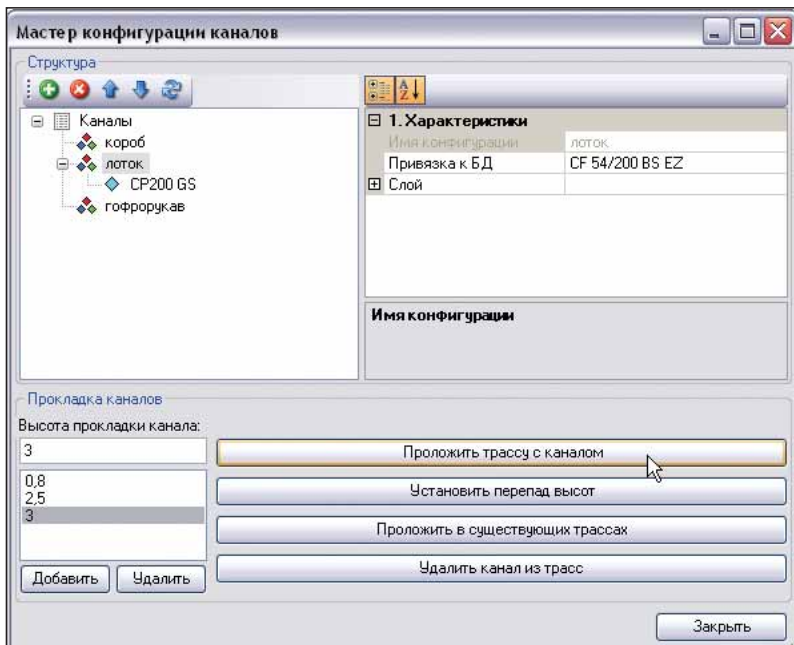 Мастер конфигурации каналов
Структура
Каналы
короб
лоток
CP200 GS
гофрорукав
1. Характеристики
Имя конфигурации лоток
Привязка к БД CF 54/200 BS EZ
Слой
Имя конфигурации
Прокладка каналов
Высота прокладки канала:
3
0,8
2,5
3
Добавить Удалить
Проложить трассу с каналом
Установить перепад высот
Проложить в существующих трассах
Удалить канал из трасс
Закрыть